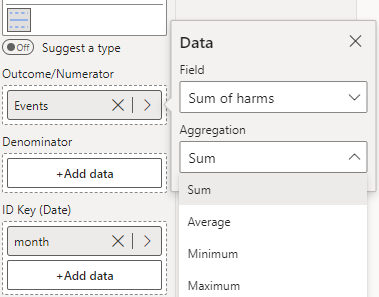 Off
Suggest a type
Outcome/Numerator
Events
Denominator
+Add data
ID Key (Date)
month
+Add data
Data
Field
Sum of harms
Aggregation
Sum
Sum
Average
Minimum
Maximum